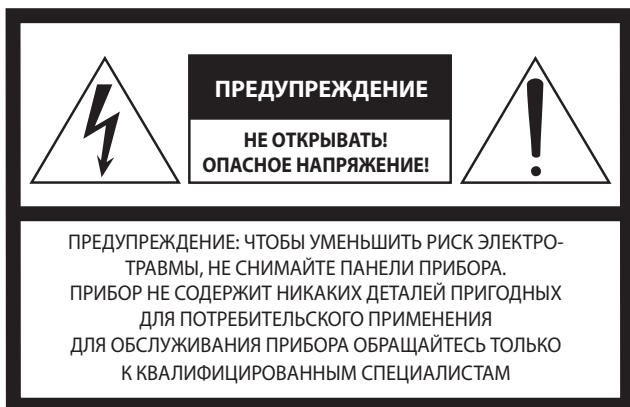 ПРЕДУПРЕЖДЕНИЕ
НЕ ОТКРЫВАТЬ!
ОПАСНОЕ НАПРЯЖЕНИЕ!
ПРЕДУПРЕЖДЕНИЕ: ЧТОБЫ УМЕНЬШИТЬ РИСК ЭЛЕКТРО-
ТРАВМЫ, НЕ СНИМАЙТЕ ПАНЕЛИ ПРИБОРА.
ПРИБОР НЕ СОДЕРЖИТ НИКАКИХ ДЕТАЛЕЙ ПРИГОДНЫХ
ДЛЯ ПОТРЕБИТЕЛЬСКОГО ПРИМЕНЕНИЯ
ДЛЯ ОБСЛУЖИВАНИЯ ПРИБОРА ОБРАЩАЙТЕСЬ ТОЛЬКО
К КВАЛИФИЦИРОВАННЫМ СПЕЦИАЛИСТАМ